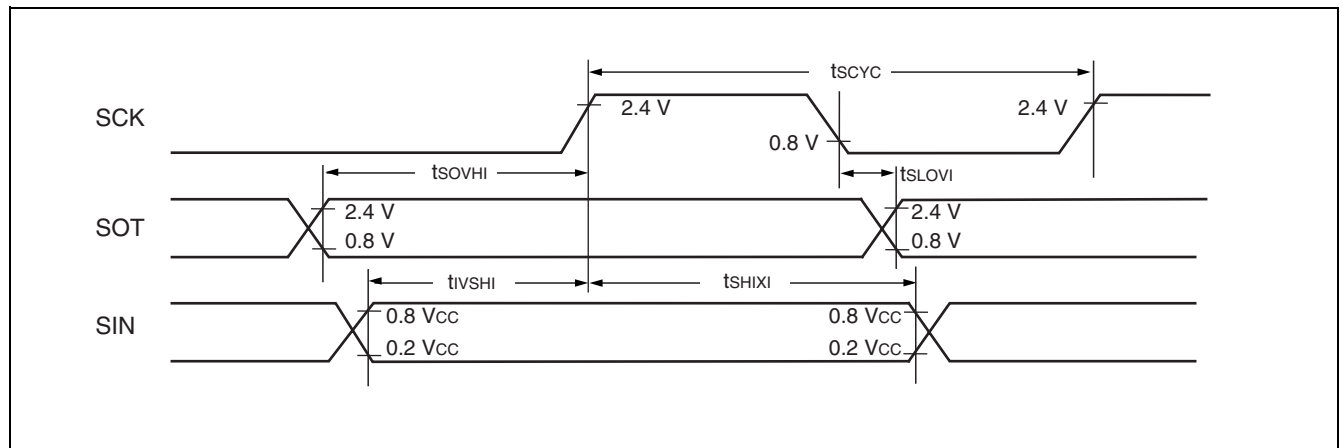 tSCYC
SCK
2.4 V
0.8 V
2.4 V
tSOVHI
tSLOVI
SOT
2.4 V
0.8 V
2.4 V
0.8 V
tIVSHI
tSHIXI
SIN
0.8 VCC
0.2 VCC
0.8 VCC
0.2 VCC